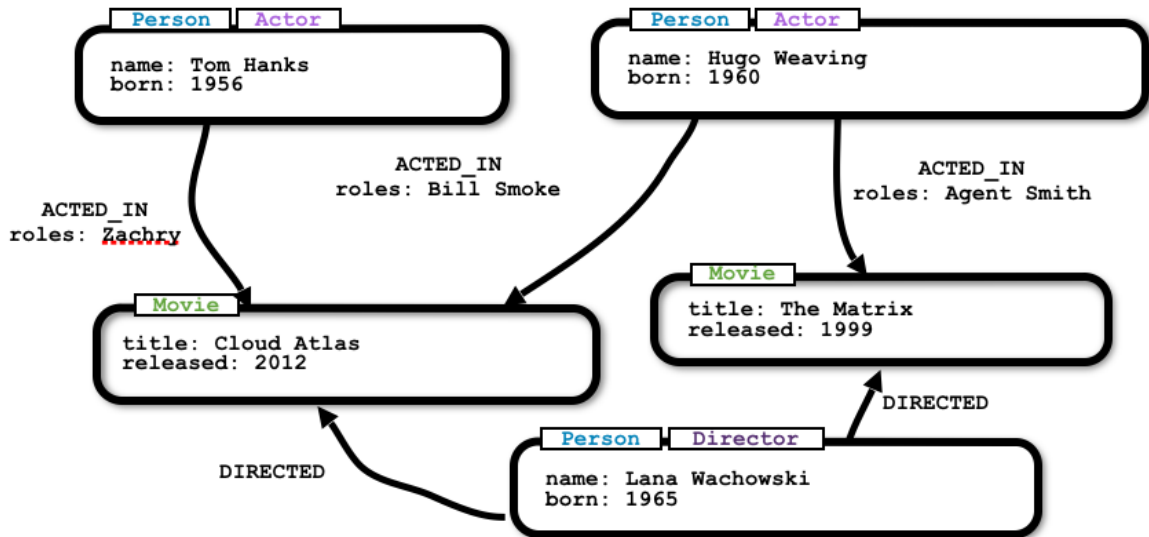 Person Actor
name: Tom Hanks
born: 1956
Person Actor
name: Hugo Weaving
born: 1960
ACTED_IN
roles: Zachry
ACTED_IN
roles: Bill Smoke
ACTED_IN
roles: Agent Smith
Movie
title: Cloud Atlas
released: 2012
Movie
title: The Matrix
released: 1999
DIRECTED
DIRECTED
Person Director
name: Lana Wachowski
born: 1965